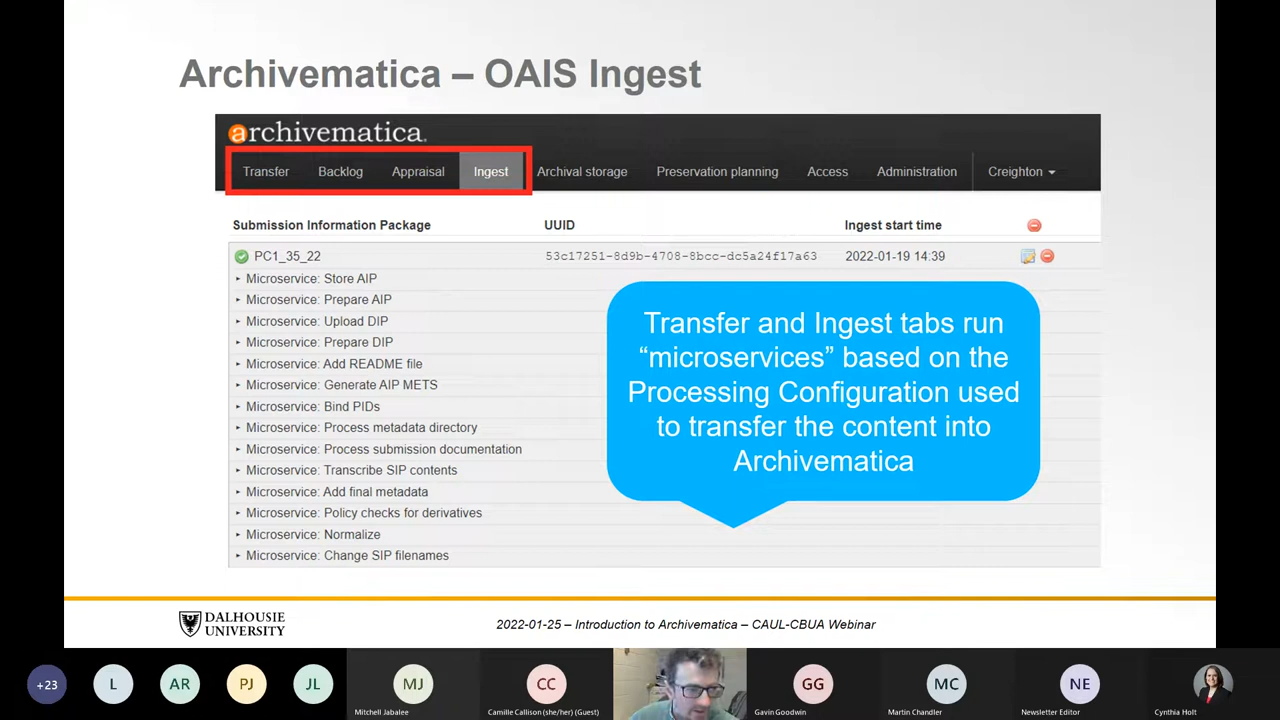 Archivematica – OAIS Ingest
archivematica.
Transfer Backlog Appraisal Ingest Archival storage Preservation planning Access Administration Creighton
Submission Information Package UUID Ingest start time
PC1_35_22 53c17251-8d9b-4708-8bcc-dc5a24f17a63 2022-01-19 14:39
Microservice: Store AIP
Microservice: Prepare AIP
Microservice: Upload DIP
Microservice: Prepare DIP
Microservice: Add README file
Microservice: Generate AIP METS
Microservice: Bind PIDs
Microservice: Process metadata directory
Microservice: Process submission documentation
Microservice: Transcribe SIP contents
Microservice: Add final metadata
Microservice: Policy checks for derivatives
Microservice: Normalize
Microservice: Change SIP filenames
Transfer and Ingest tabs run
“microservices” based on the
Processing Configuration used
to transfer the content into
Archivematica
DALHOUSIE
UNIVERSITY
2022-01-25 – Introduction to Archivematica – CAUL-CBUA Webinar
+23 L AR PJ JL MJ CC GG MC NE
Mitchell Jabalee Camille Callison (she/her) (Guest) Gavin Goodwin Martin Chandler Newsletter Editor Cynthia Holt